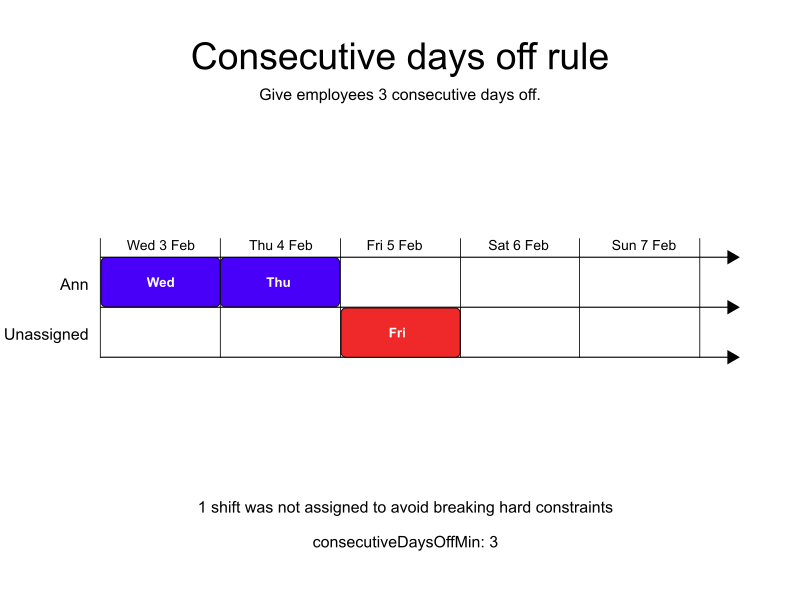 Consecutive days off rule
Give employees 3 consecutive days off.
Wed 3 Feb Thu 4 Feb Fri 5 Feb Sat 6 Feb Sun 7 Feb
Ann Wed Thu
Unassigned Fri
1 shift was not assigned to avoid breaking hard constraints
consecutiveDaysOffMin: 3